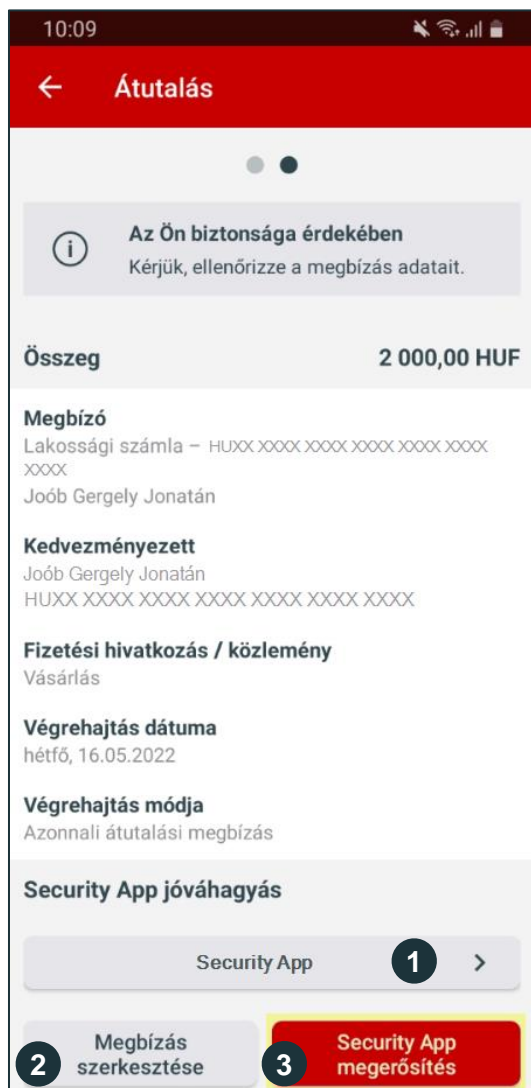 10:09
Átutalás
Az Ön biztonsága érdekében
Kérjük, ellenőrizze a megbízás adatait.
Összeg 2 000,00 HUF
Megbízó
Lakossági számla – HUXX XXXX XXXX XXXX XXXX XXXX
XXXX
Joób Gergely Jonatán
Kedvezményezett
Joób Gergely Jonatán
HUXX XXXX XXXX XXXX XXXX XXXX XXXX
Fizetési hivatkozás / közlemény
Vásárlás
Végrehajtás dátuma
hétfő, 16.05.2022
Végrehajtás módja
Azonnali átutalási megbízás
Security App jóváhagyás
Security App 1
2 Megbízás
szerkesztése
3 Security App
megerősítés